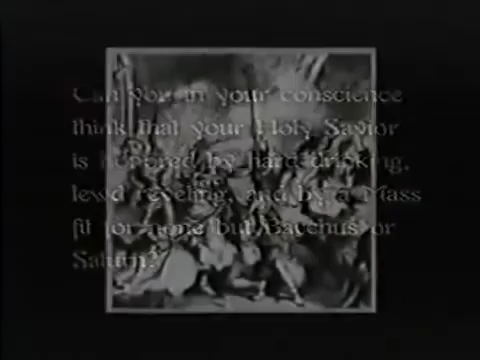 Can you in your conscience
think that your Holy Savior
is honored by hard drinking,
lewd reveling, and by a Mass
fit for none but Bacchus or
Saturn?